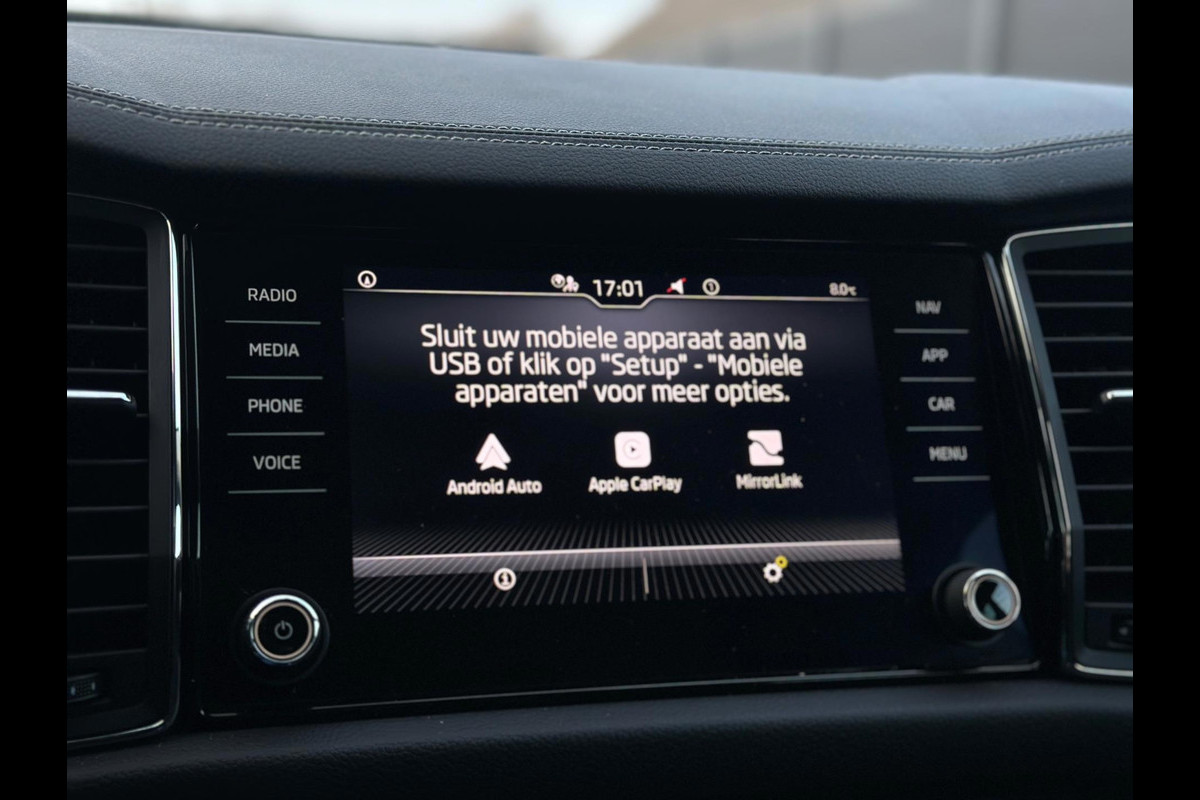 17:01
8.0°C
RADIO
MEDIA
PHONE
VOICE
Sluit uw mobiele apparaat aan via
USB of klik op "Setup" - "Mobiele
apparaten" voor meer opties.
Android Auto
Apple CarPlay
MirrorLink
NAV
APP
CAR
MENU